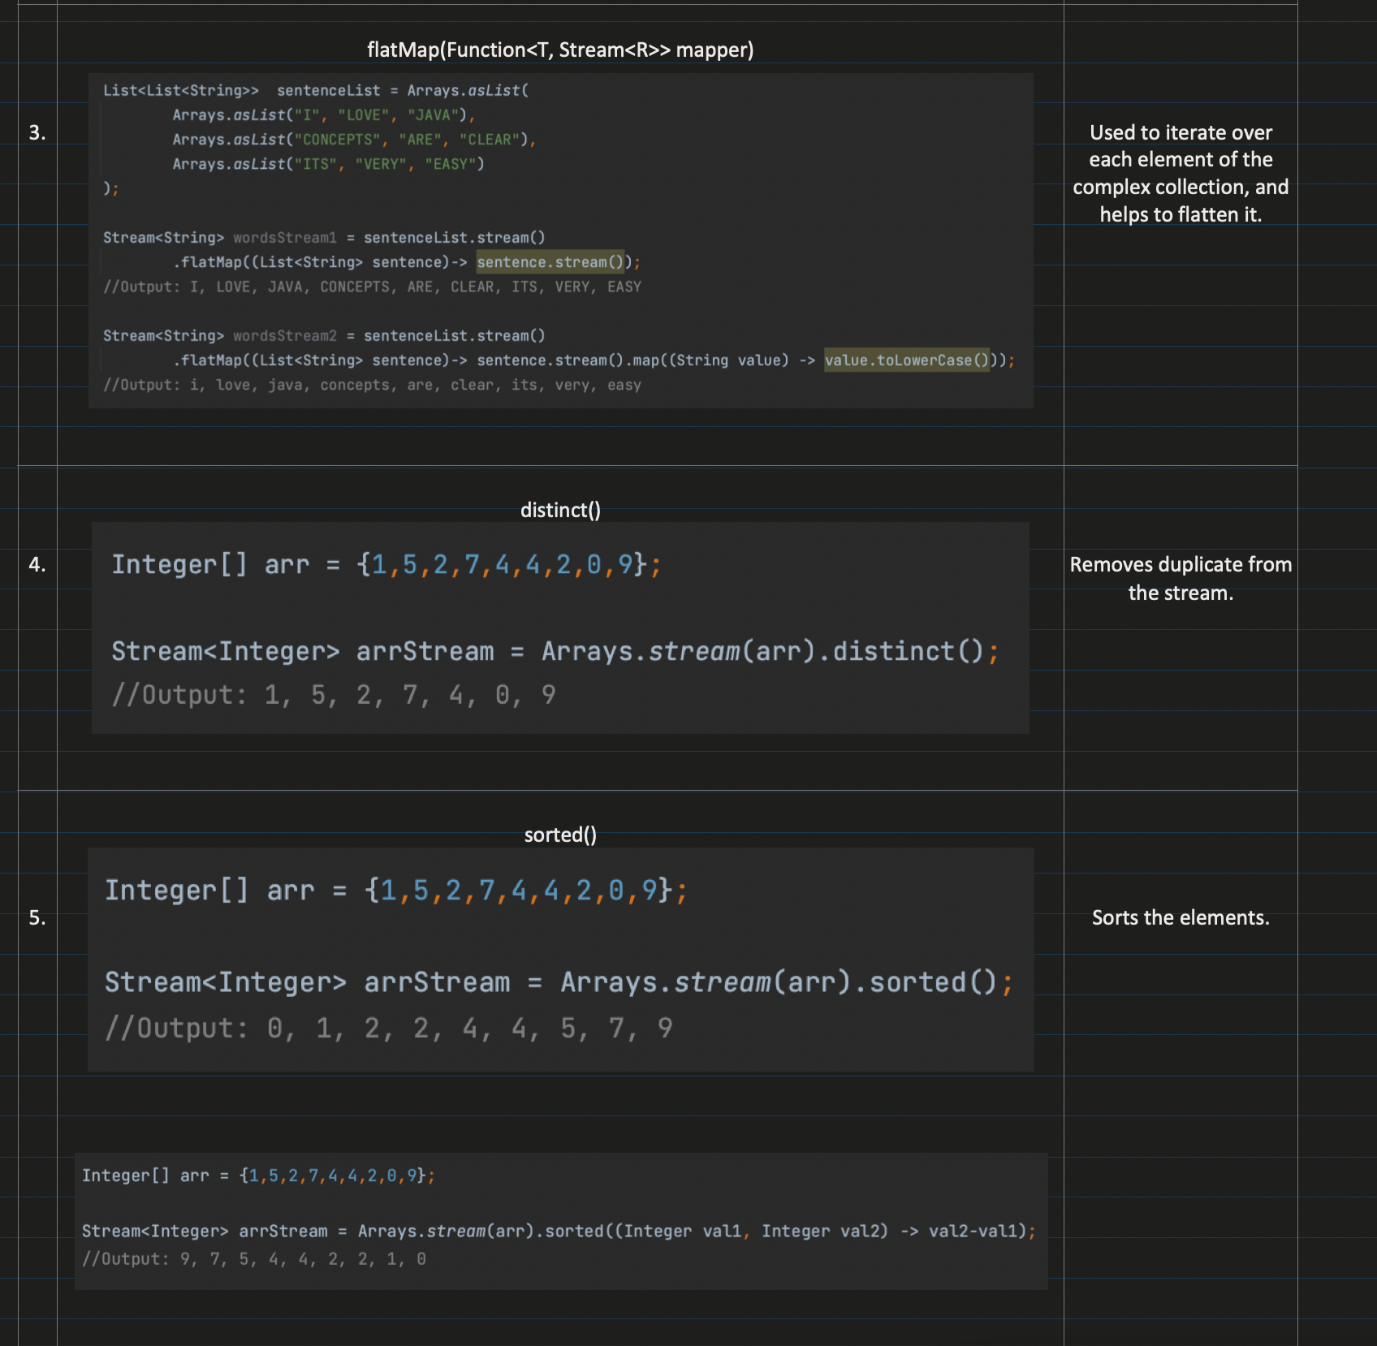 flatMap(Function<T, Stream<R>> mapper)
3.
List<List<String>>  sentenceList = Arrays.asList(
        Arrays.asList("I", "LOVE", "JAVA"),
        Arrays.asList("CONCEPTS", "ARE", "CLEAR"),
        Arrays.asList("ITS", "VERY", "EASY")
);
Stream<String> wordsStream1 = sentenceList.stream()
        .flatMap((List<String> sentence)-> sentence.stream());
//Output: I, LOVE, JAVA, CONCEPTS, ARE, CLEAR, ITS, VERY, EASY
Stream<String> wordsStream2 = sentenceList.stream()
        .flatMap((List<String> sentence)-> sentence.stream().map((String value) -> value.toLowerCase()));
//Output: i, love, java, concepts, are, clear, its, very, easy
Used to iterate over
each element of the
complex collection, and
helps to flatten it.
distinct()
4.
Integer[] arr = {1,5,2,7,4,4,2,0,9};
Stream<Integer> arrStream = Arrays.stream(arr).distinct();
//Output: 1, 5, 2, 7, 4, 0, 9
Removes duplicate from
the stream.
sorted()
5.
Integer[] arr = {1,5,2,7,4,4,2,0,9};
Stream<Integer> arrStream = Arrays.stream(arr).sorted();
//Output: 0, 1, 2, 2, 4, 4, 5, 7, 9
Sorts the elements.
Integer[] arr = {1,5,2,7,4,4,2,0,9};
Stream<Integer> arrStream = Arrays.stream(arr).sorted((Integer val1, Integer val2) -> val2-val1);
//Output: 9, 7, 5, 4, 4, 2, 2, 1, 0